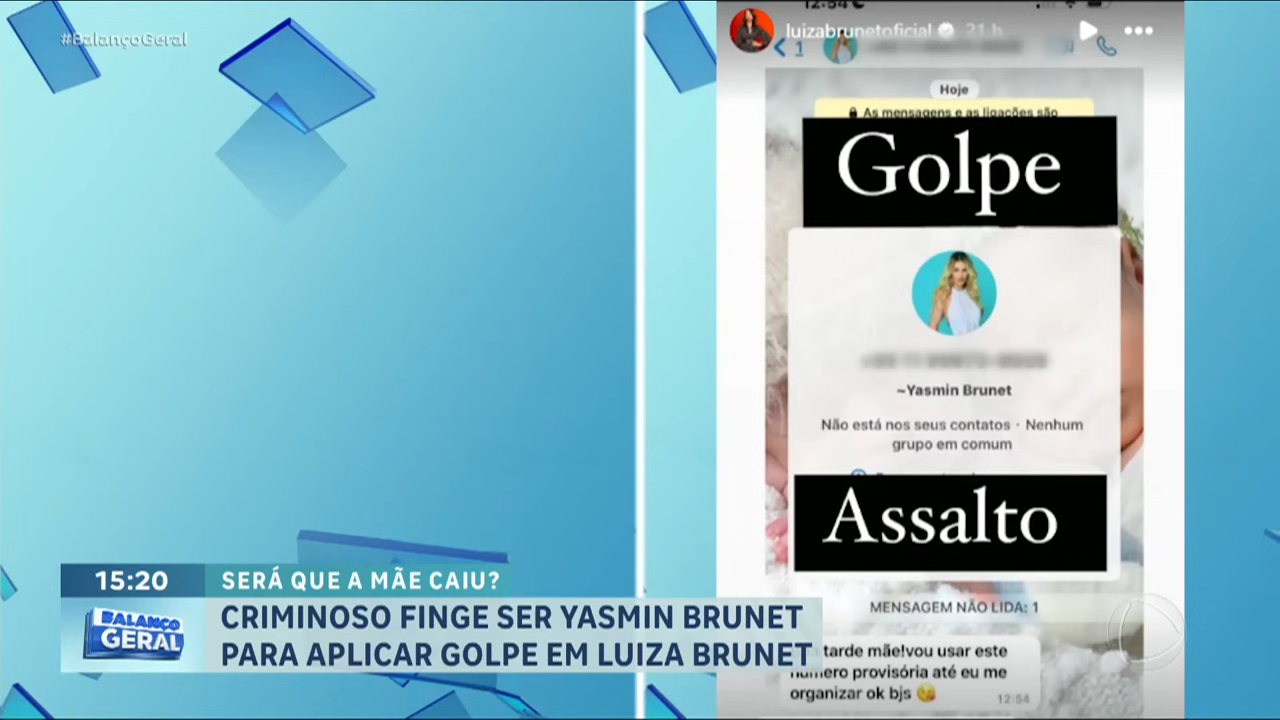 #BalançoGeral
12:54
luizabrunetoficial 21 h
1
Hoje
As mensagens e as ligações são
Golpe
~Yasmin Brunet
Não está nos seus contatos · Nenhum
grupo em comum
Assalto
MENSAGEM NÃO LIDA: 1
tarde mãe!vou usar este
número provisória até eu me
organizar ok bjs 😘
12:54
15:20
SERÁ QUE A MÃE CAIU?
BALANÇO
GERAL
CRIMINOSO FINGE SER YASMIN BRUNET
PARA APLICAR GOLPE EM LUIZA BRUNET